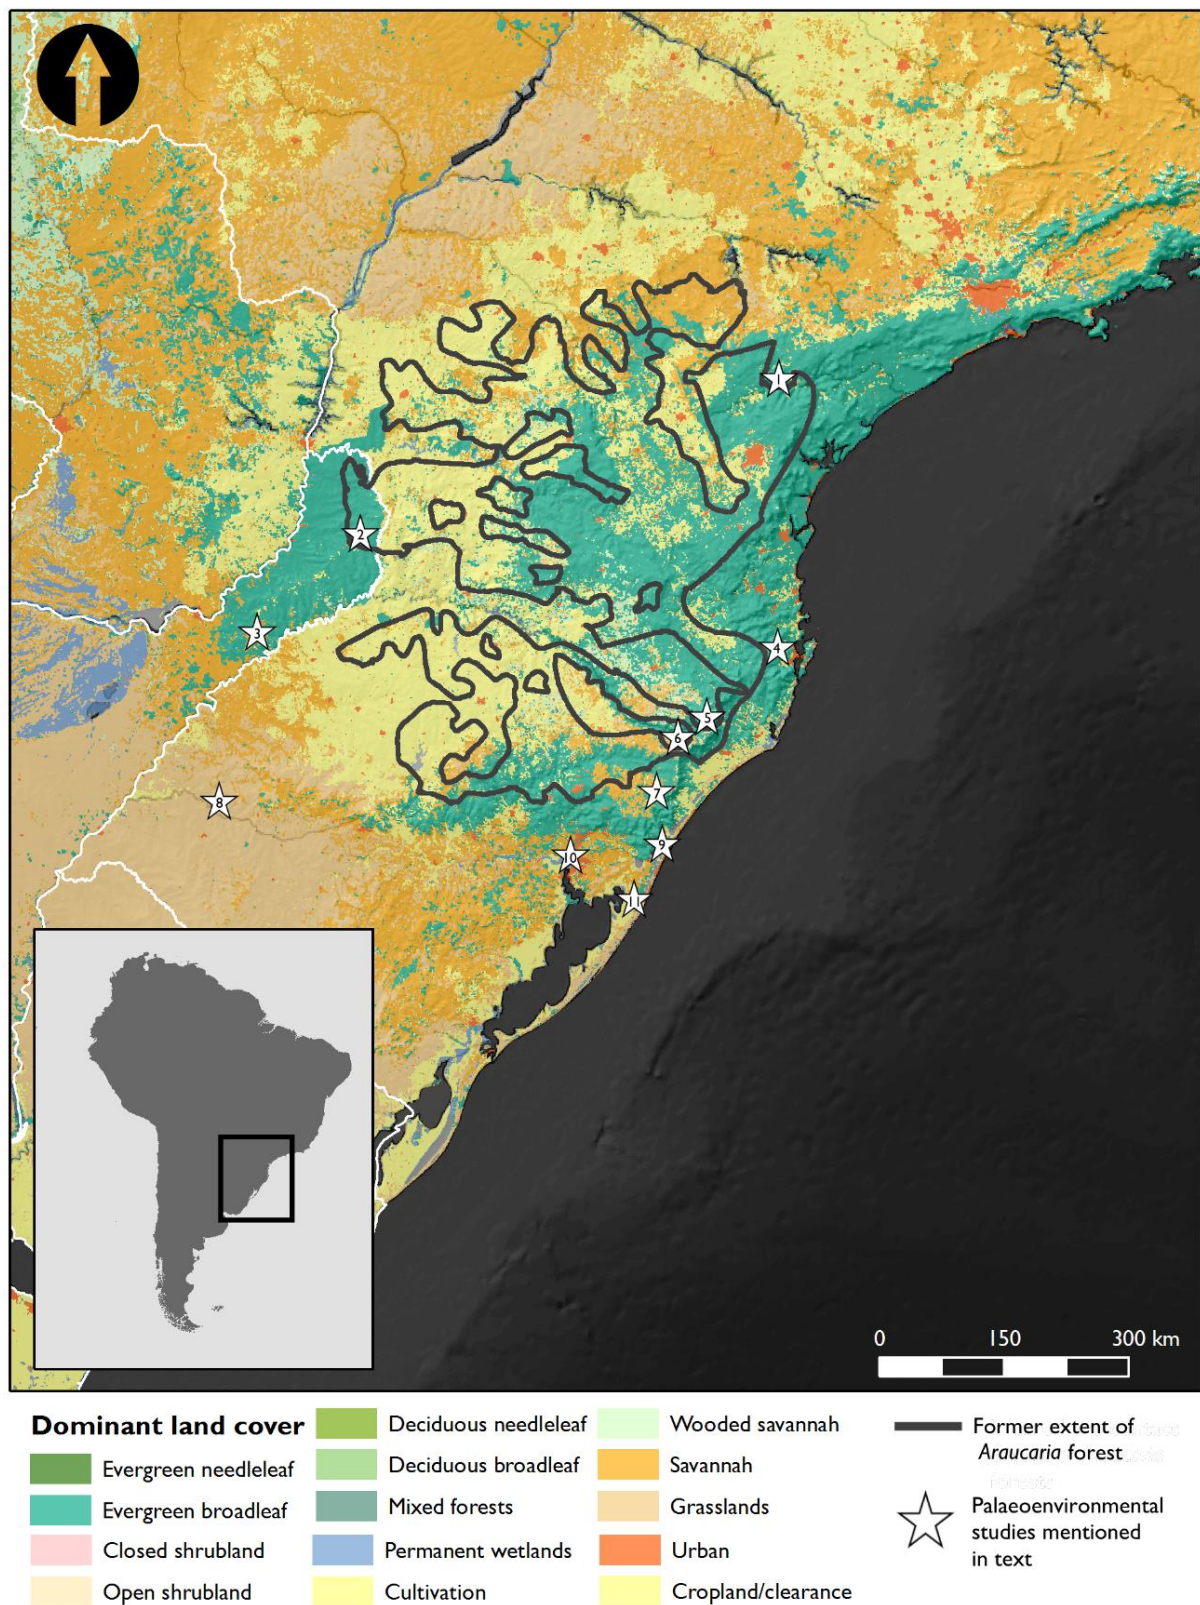 1
2
3
4
5
6
7
8
9
10
11
0 150 300 km
Dominant land cover
Evergreen needleleaf
Evergreen broadleaf
Closed shrubland
Open shrubland
Deciduous needleleaf
Deciduous broadleaf
Mixed forests
Permanent wetlands
Cultivation
Wooded savannah
Savannah
Grasslands
Urban
Cropland/clearance
Former extent of
Araucaria forest
Palaeoenvironmental
studies mentioned
in text